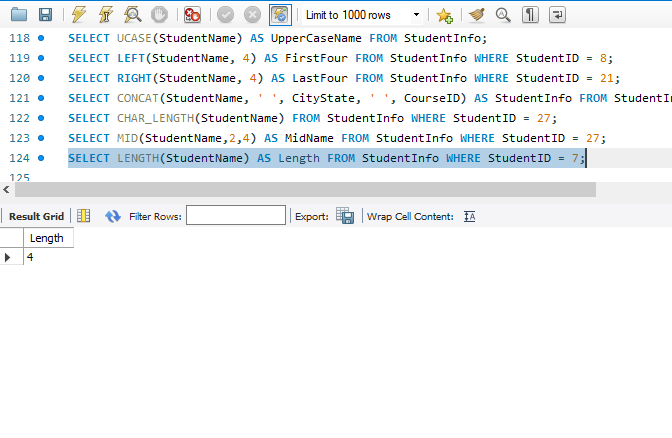 Limit to 1000 rows
118 SELECT UCASE(StudentName) AS UpperCaseName FROM StudentInfo;
119 SELECT LEFT(StudentName, 4) AS FirstFour FROM StudentInfo WHERE StudentID = 8;
120 SELECT RIGHT(StudentName, 4) AS LastFour FROM StudentInfo WHERE StudentID = 21;
121 SELECT CONCAT(StudentName, ' ', CityState, ' ', CourseID) AS StudentInfo FROM StudentIn
122 SELECT CHAR_LENGTH(StudentName) FROM StudentInfo WHERE StudentID = 27;
123 SELECT MID(StudentName,2,4) AS MidName FROM StudentInfo WHERE StudentID = 27;
124 SELECT LENGTH(StudentName) AS Length FROM StudentInfo WHERE StudentID = 7;
125
Result Grid Filter Rows: Export: Wrap Cell Content: IA
Length
4